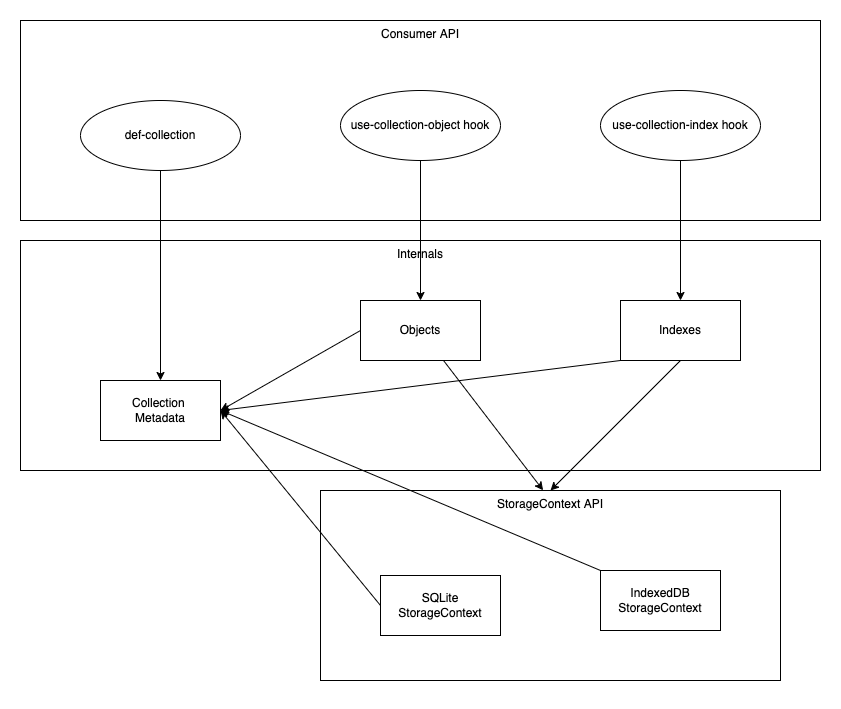 Consumer API
def-collection
use-collection-object hook
use-collection-index hook
Internals
Objects
Indexes
Collection
Metadata
StorageContext API
SQLite
StorageContext
IndexedDB
StorageContext